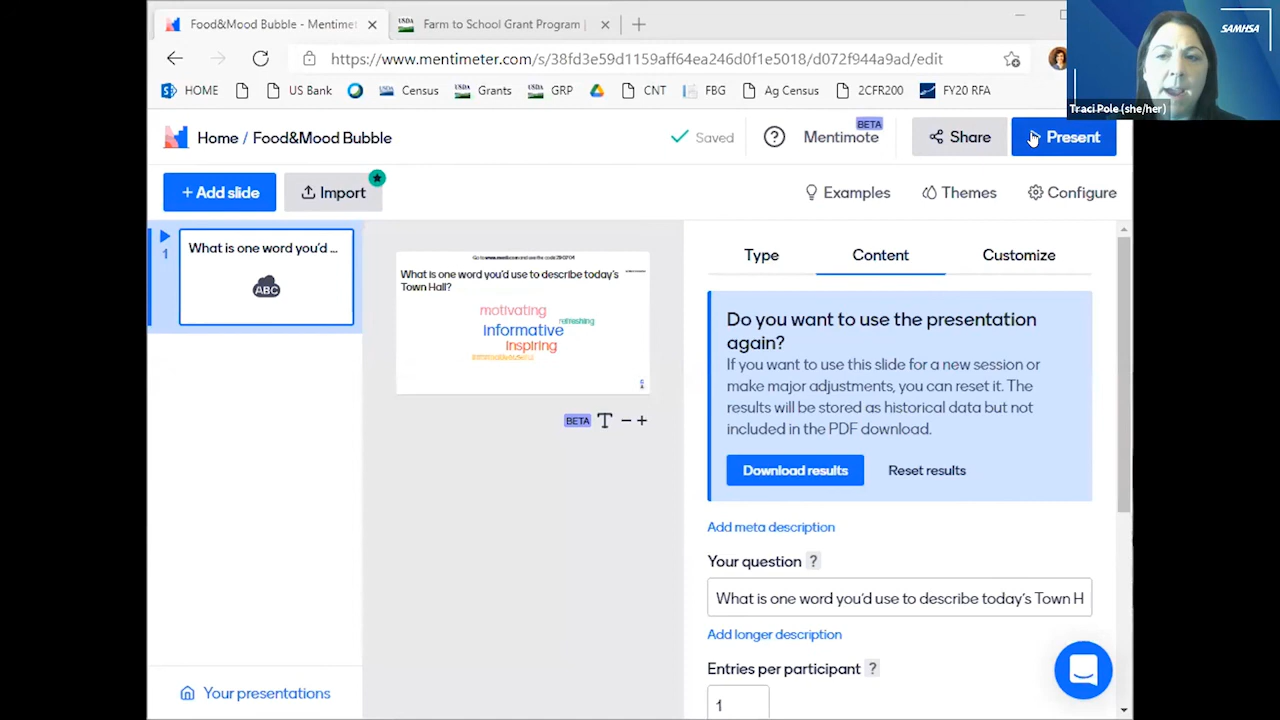 Food&Mood Bubble - Mentimet
Farm to School Grant Program |
https://www.mentimeter.com/s/38fd3e59d1159aff64ea246d0f1e5018/d072f944a9ad/edit
HOME
US Bank
Census
Grants
GRP
CNT
FBG
Ag Census
2CFR200
FY20 RFA
SAMHSA
Traci Pole (she/her)
Home / Food&Mood Bubble
Saved
Mentimote
BETA
Share
Present
+ Add slide
Import
Examples
Themes
Configure
1
What is one word you'd ...
ABC
What is one word you'd use to describe today's
Town Hall?
motivating
refreshing
informative
inspiring
BETA
Type
Content
Customize
Do you want to use the presentation
again?
If you want to use this slide for a new session or
make major adjustments, you can reset it. The
results will be stored as historical data but not
included in the PDF download.
Download results
Reset results
Add meta description
Your question ?
What is one word you'd use to describe today's Town H
Add longer description
Entries per participant ?
1
Your presentations